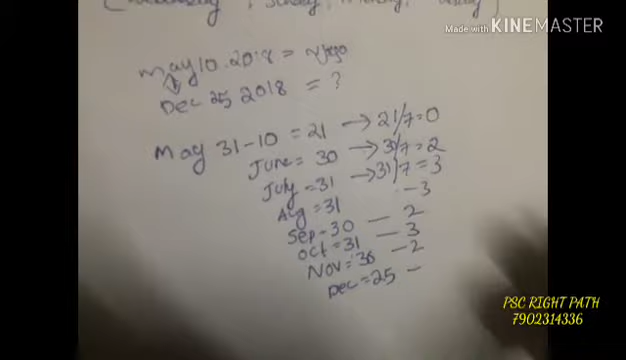 Made with KINEMASTER
May 10.2018 =
Dec 25 2018 = ?
May 31-10 = 21 → 21/7=0
June = 30 → 30/7=2
July = 31 → 31/7=3
Aug = 31 - 3
Sep = 30 — 2
Oct = 31 — 3
Nov = 30 — 2
Dec = 25 —
PSC RIGHT PATH
7902314336